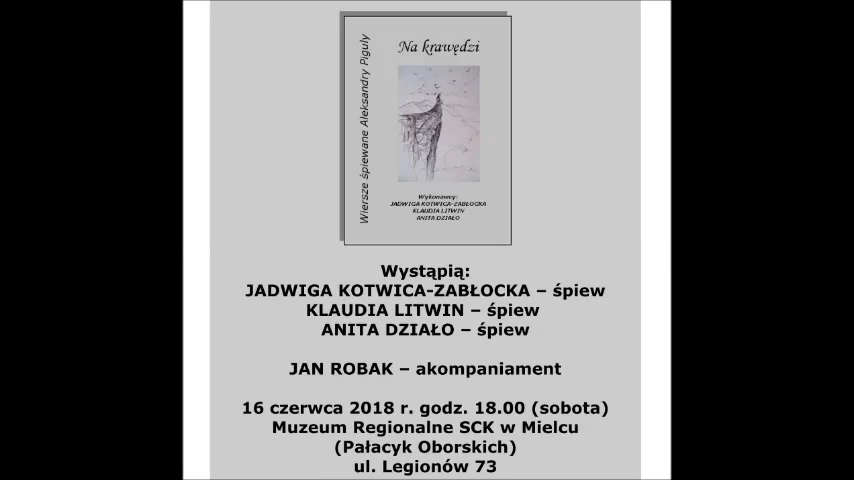 Wiersze śpiewane Aleksandry Piguły
Na krawędzi
Wykonawcy:
JADWIGA KOTWICA-ZABŁOCKA
KLAUDIA LITWIN
ANITA DZIAŁO
Wystąpią:
JADWIGA KOTWICA-ZABŁOCKA – śpiew
KLAUDIA LITWIN – śpiew
ANITA DZIAŁO – śpiew
JAN ROBAK – akompaniament
16 czerwca 2018 r. godz. 18.00 (sobota)
Muzeum Regionalne SCK w Mielcu
(Pałacyk Oborskich)
ul. Legionów 73